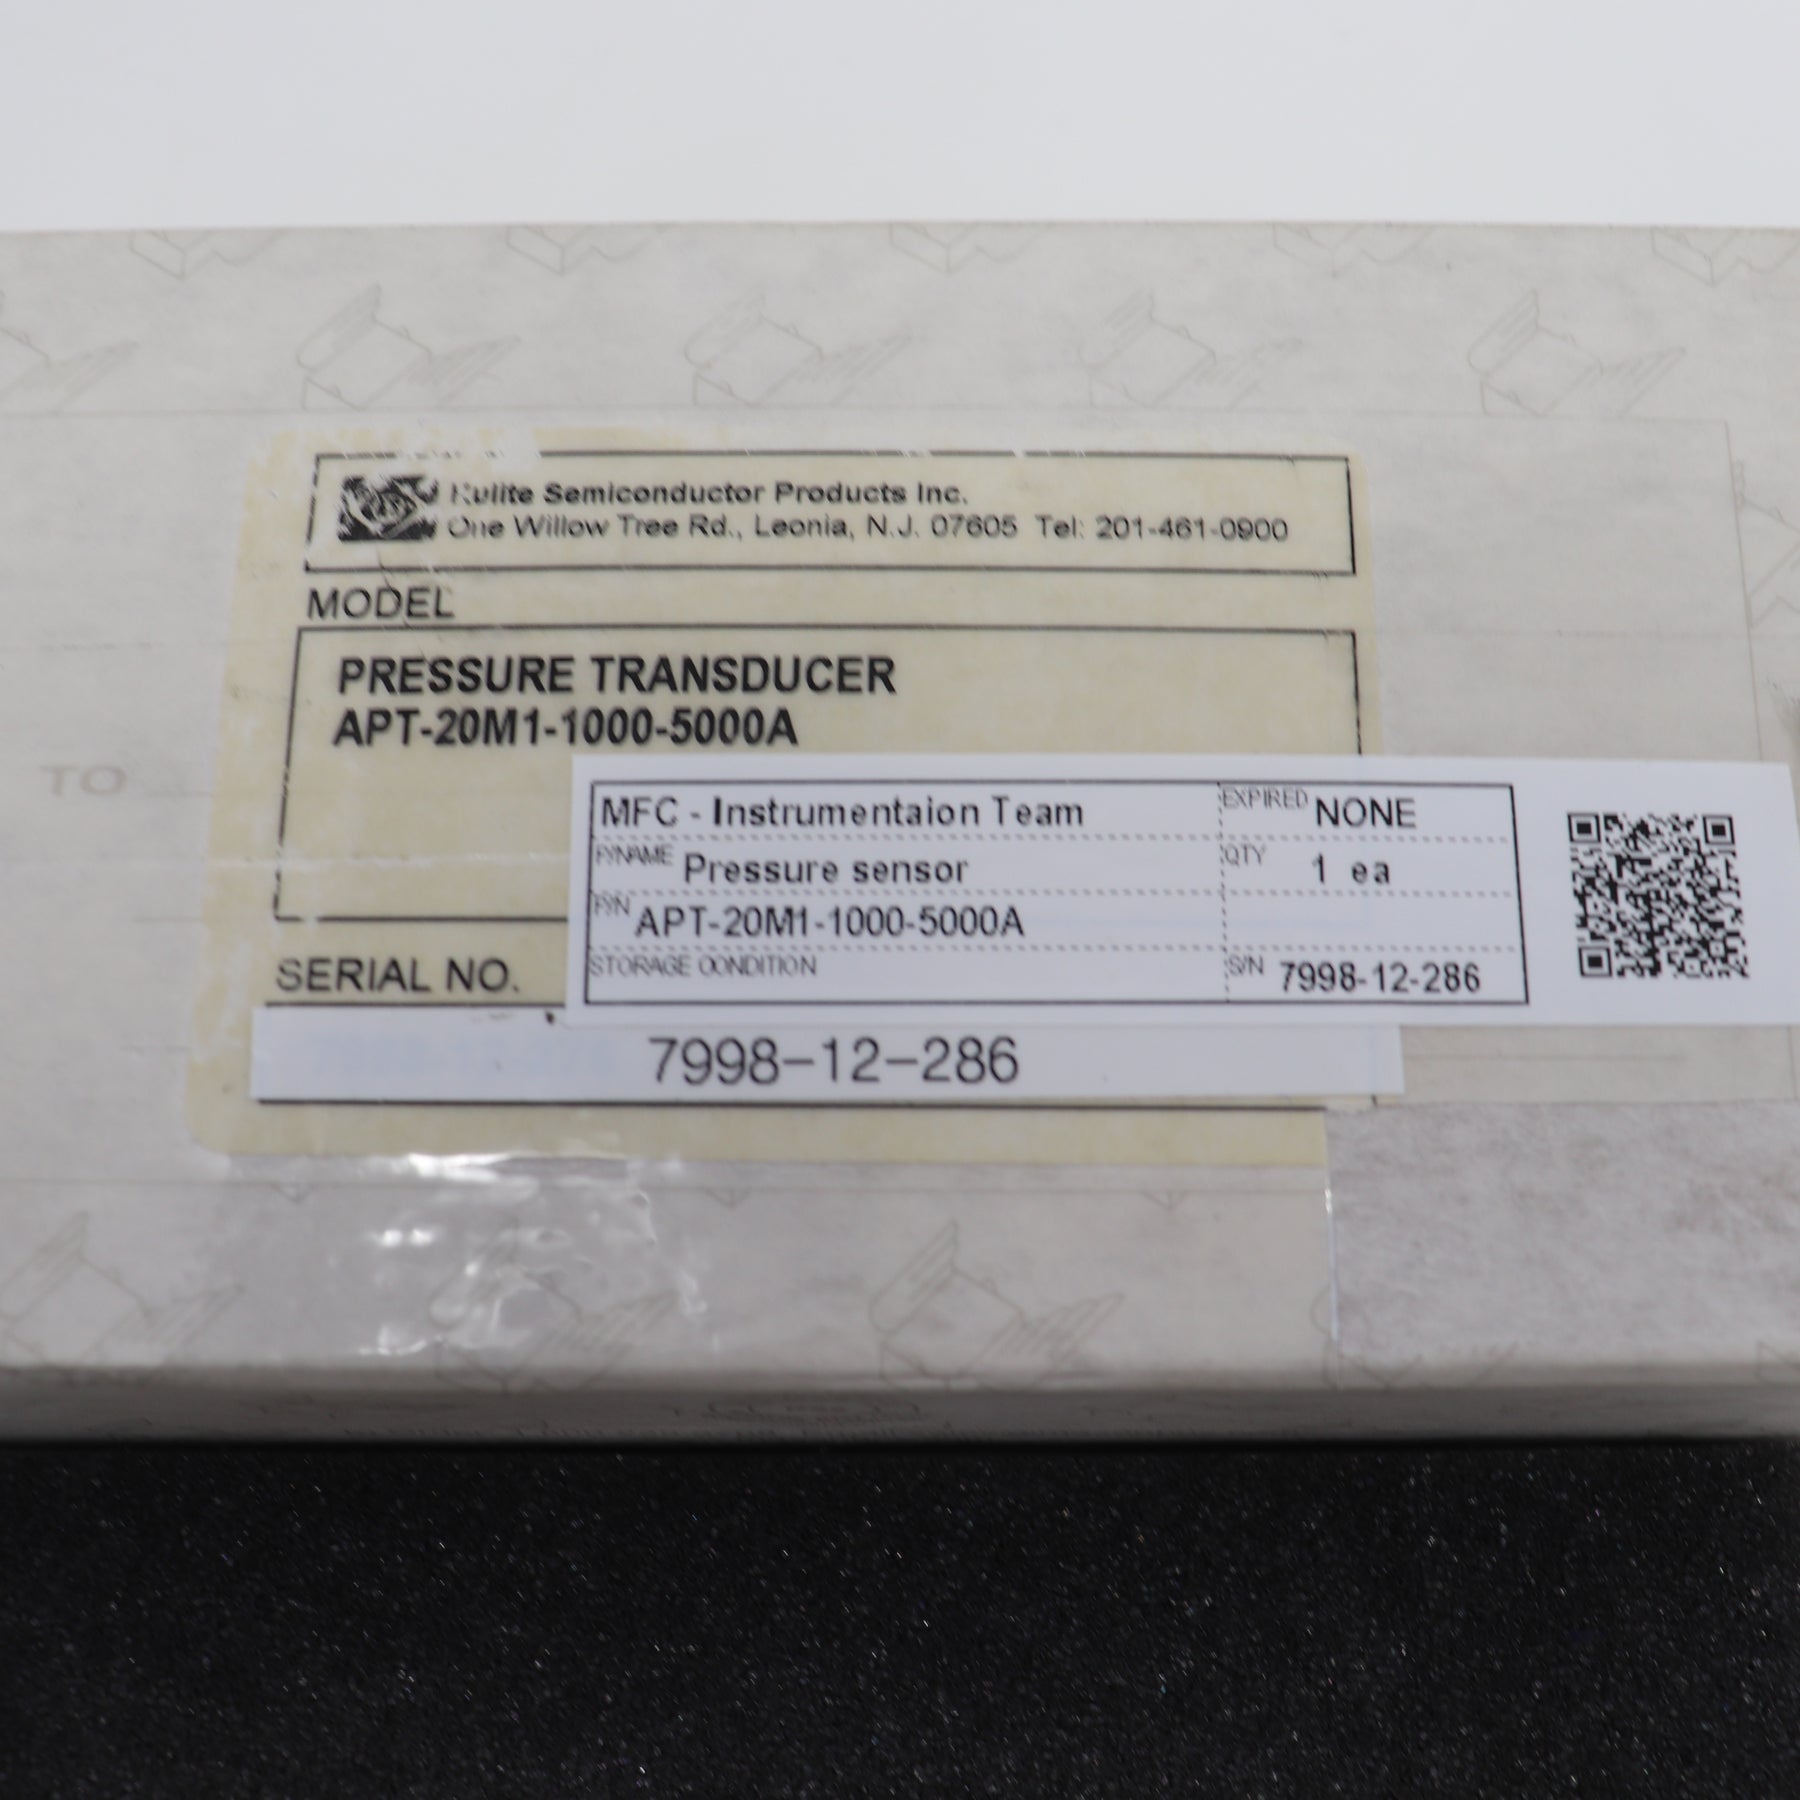 Kulite Semiconductor Products Inc.
One Willow Tree Rd., Leonia, N.J. 07605 Tel: 201-461-0900
MODEL
PRESSURE TRANSDUCER
APT-20M1-1000-5000A
TO
MFC - Instrumentaion Team EXPIRED NONE
P/NAME Pressure sensor QTY 1 ea
P/N APT-20M1-1000-5000A
STORAGE CONDITION S/N 7998-12-286
SERIAL NO.
7998-12-286